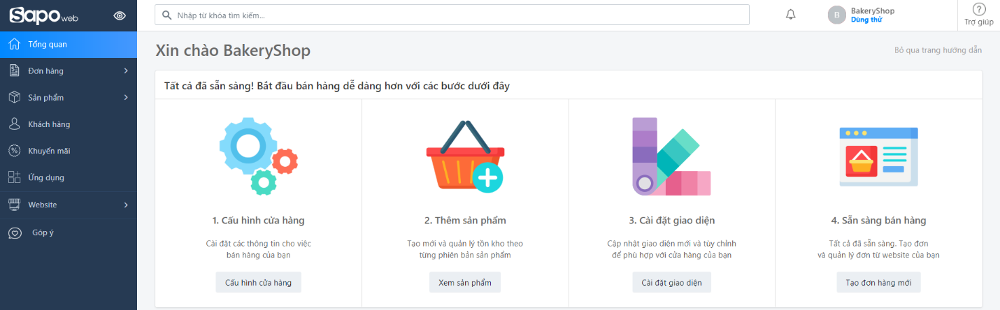 Sapo web
Nhập từ khóa tìm kiếm...
B
BakeryShop
Dùng thử
Trợ giúp
Tổng quan
Đơn hàng
Sản phẩm
Khách hàng
Khuyến mãi
Ứng dụng
Website
Góp ý
Xin chào BakeryShop
Bỏ qua trang hướng dẫn
Tất cả đã sẵn sàng! Bắt đầu bán hàng dễ dàng hơn với các bước dưới đây
1. Cấu hình cửa hàng
Cài đặt các thông tin cho việc
bán hàng của bạn
Cấu hình cửa hàng
2. Thêm sản phẩm
Tạo mới và quản lý tồn kho theo
từng phiên bản sản phẩm
Xem sản phẩm
3. Cài đặt giao diện
Cập nhật giao diện mới và tùy chỉnh
để phù hợp với cửa hàng của bạn
Cài đặt giao diện
4. Sẵn sàng bán hàng
Tất cả đã sẵn sàng. Tạo đơn
và quản lý đơn từ website của bạn
Tạo đơn hàng mới